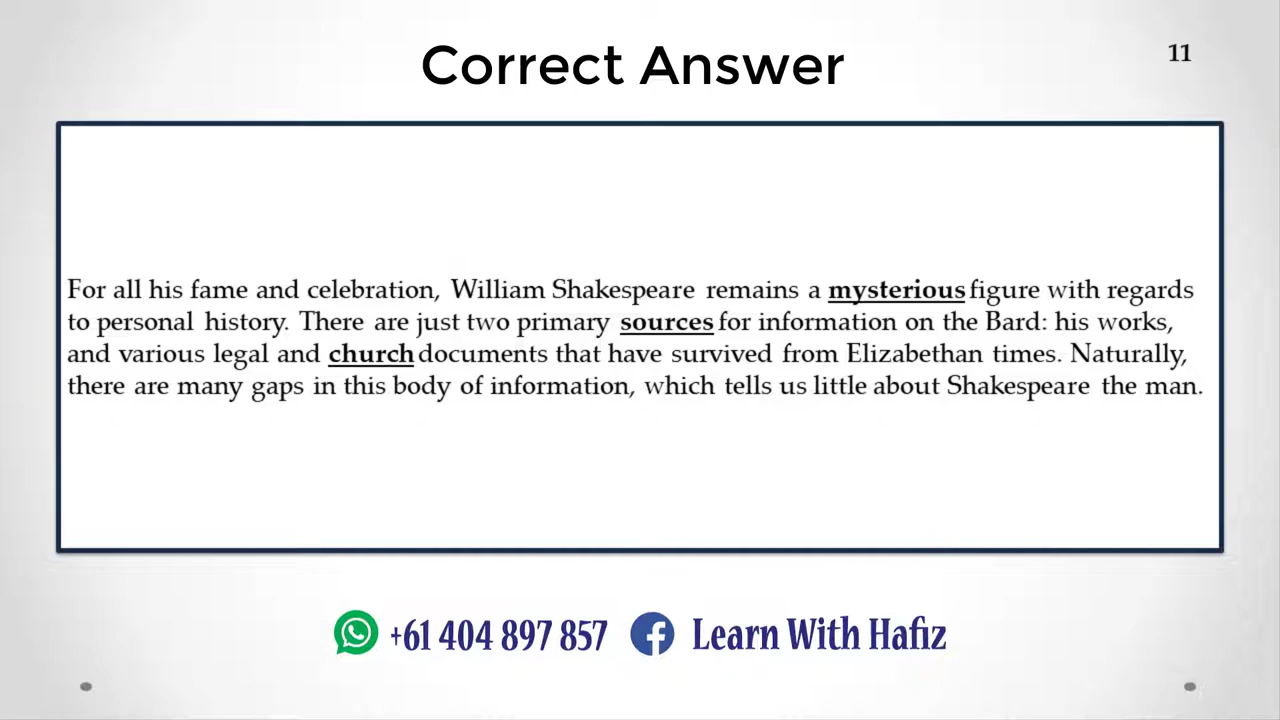 Correct Answer
11
For all his fame and celebration, William Shakespeare remains a mysterious figure with regards
to personal history. There are just two primary sources for information on the Bard: his works,
and various legal and church documents that have survived from Elizabethan times. Naturally,
there are many gaps in this body of information, which tells us little about Shakespeare the man.
+61 404 897 857 Learn With Hafiz